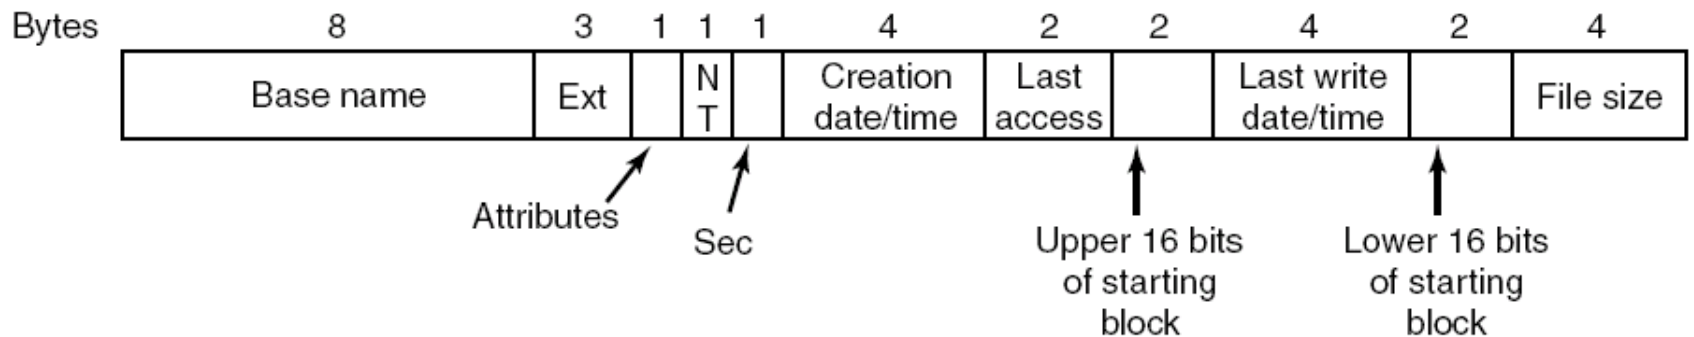 Bytes 8 3 1 1 1 4 2 2 4 2 4
Base name
Ext
N
T
Creation
date/time
Last
access
Last write
date/time
File size
Attributes
Sec
Upper 16 bits
of starting
block
Lower 16 bits
of starting
block